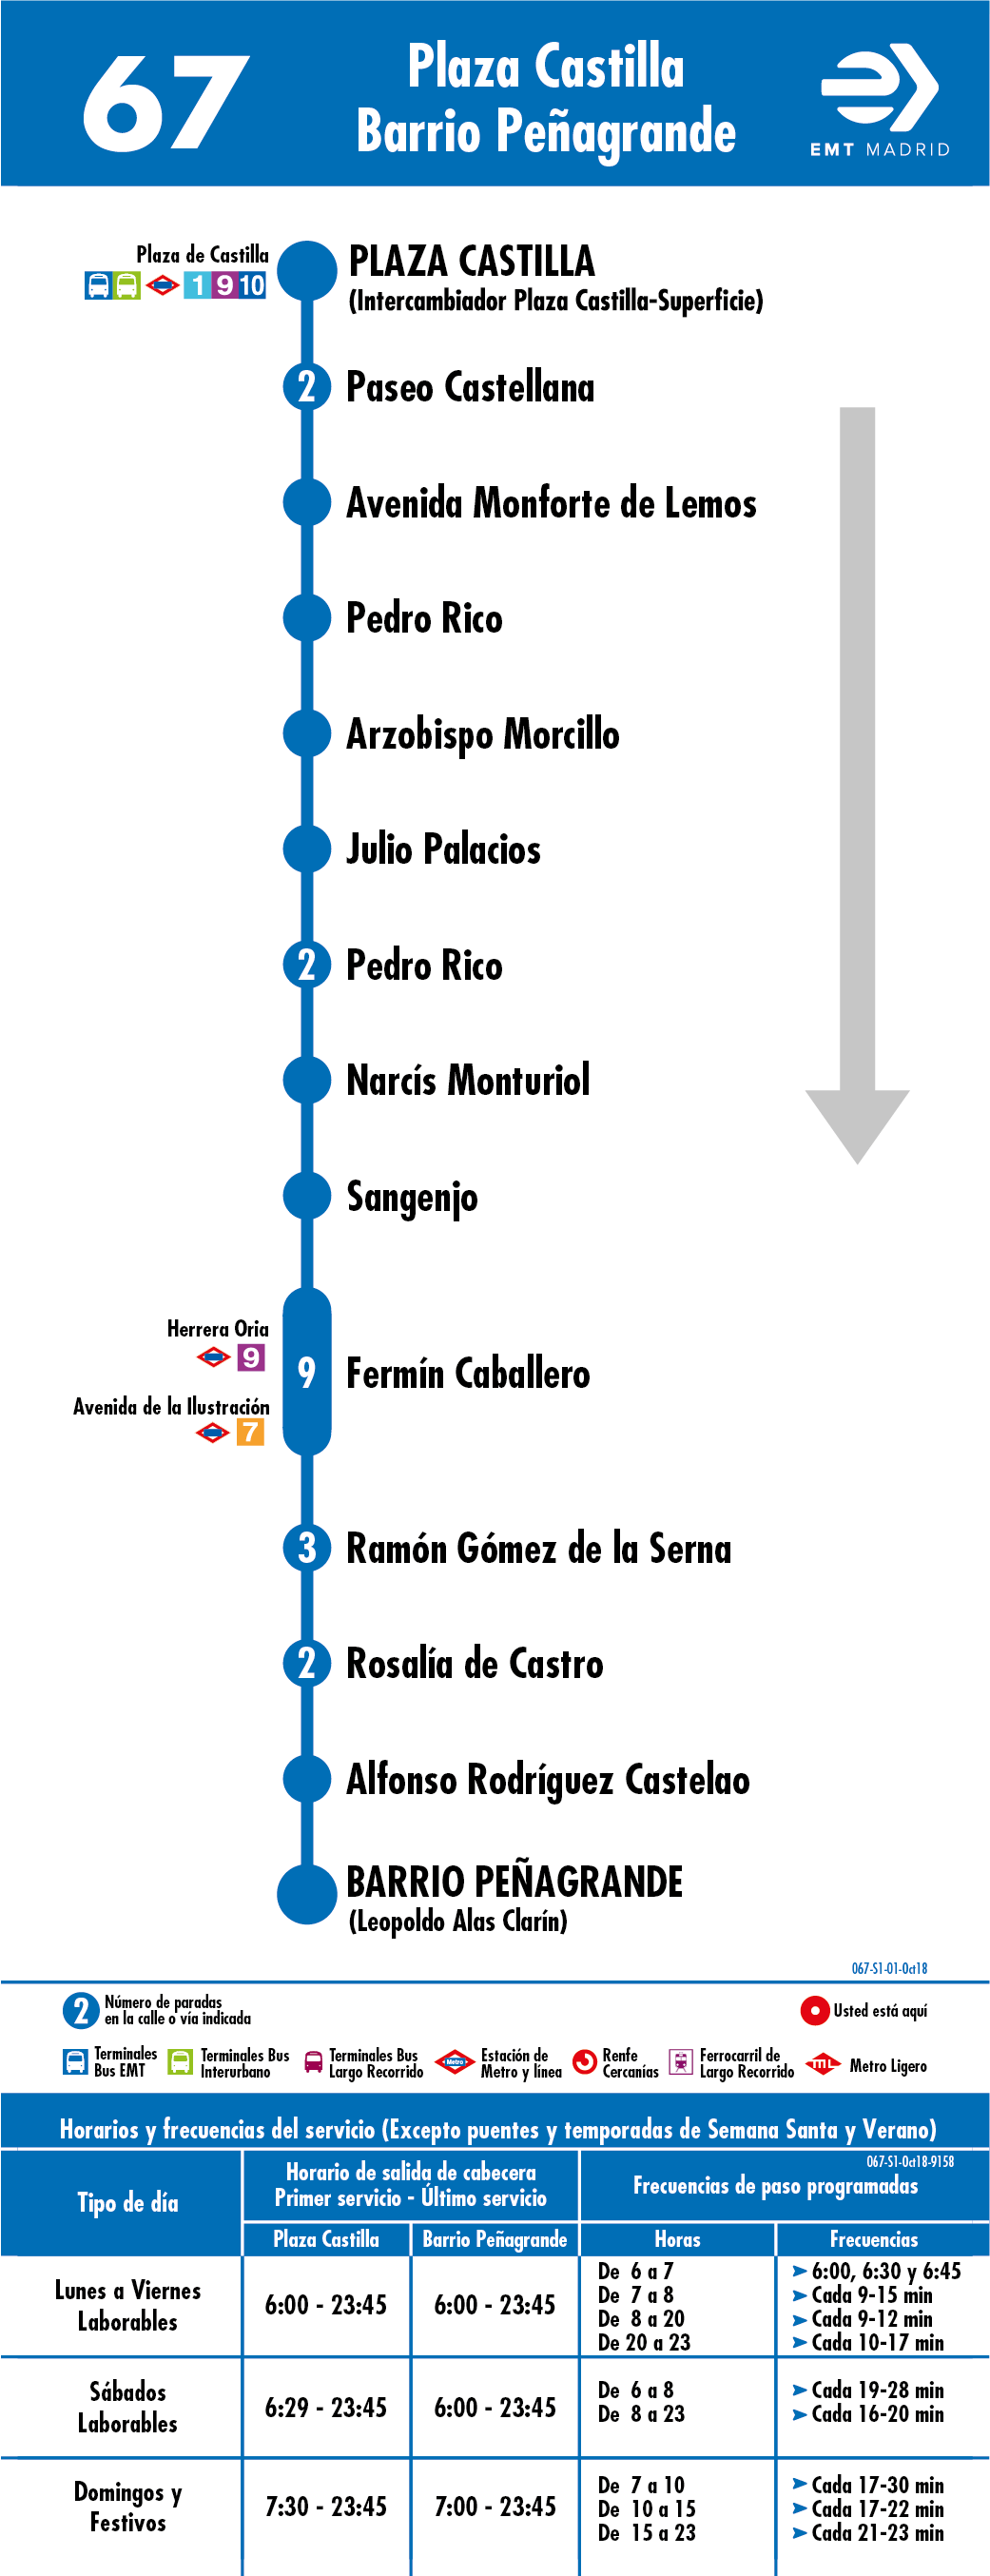 67
Plaza Castilla
Barrio Peñagrande
EMT MADRID
Plaza de Castilla
1 9 10
PLAZA CASTILLA
(Intercambiador Plaza Castilla-Superficie)
2 Paseo Castellana
Avenida Monforte de Lemos
Pedro Rico
Arzobispo Morcillo
Julio Palacios
2 Pedro Rico
Narcís Monturiol
Sangenjo
Herrera Oria
9
9 Fermín Caballero
Avenida de la Ilustración
7
3 Ramón Gómez de la Serna
2 Rosalía de Castro
Alfonso Rodríguez Castelao
BARRIO PEÑAGRANDE
(Leopoldo Alas Clarín)
067-S1-01-Oct18
2 Número de paradas
en la calle o vía indicada
Usted está aquí
Terminales
Bus EMT
Terminales Bus
Interurbano
Terminales Bus
Largo Recorrido
Metro
Estación de
Metro y línea
Renfe
Cercanías
Ferrocarril de
Largo Recorrido
ML
Metro Ligero
Horarios y frecuencias del servicio (Excepto puentes y temporadas de Semana Santa y Verano)
067-S1-Oct18-9158
Tipo de día
Horario de salida de cabecera
Primer servicio - Último servicio
Frecuencias de paso programadas
Plaza Castilla Barrio Peñagrande Horas Frecuencias
Lunes a Viernes
Laborables
6:00 - 23:45 6:00 - 23:45
De 6 a 7 ➤ 6:00, 6:30 y 6:45
De 7 a 8 ➤ Cada 9-15 min
De 8 a 20 ➤ Cada 9-12 min
De 20 a 23 ➤ Cada 10-17 min
Sábados
Laborables
6:29 - 23:45 6:00 - 23:45
De 6 a 8 ➤ Cada 19-28 min
De 8 a 23 ➤ Cada 16-20 min
Domingos y
Festivos
7:30 - 23:45 7:00 - 23:45
De 7 a 10 ➤ Cada 17-30 min
De 10 a 15 ➤ Cada 17-22 min
De 15 a 23 ➤ Cada 21-23 min